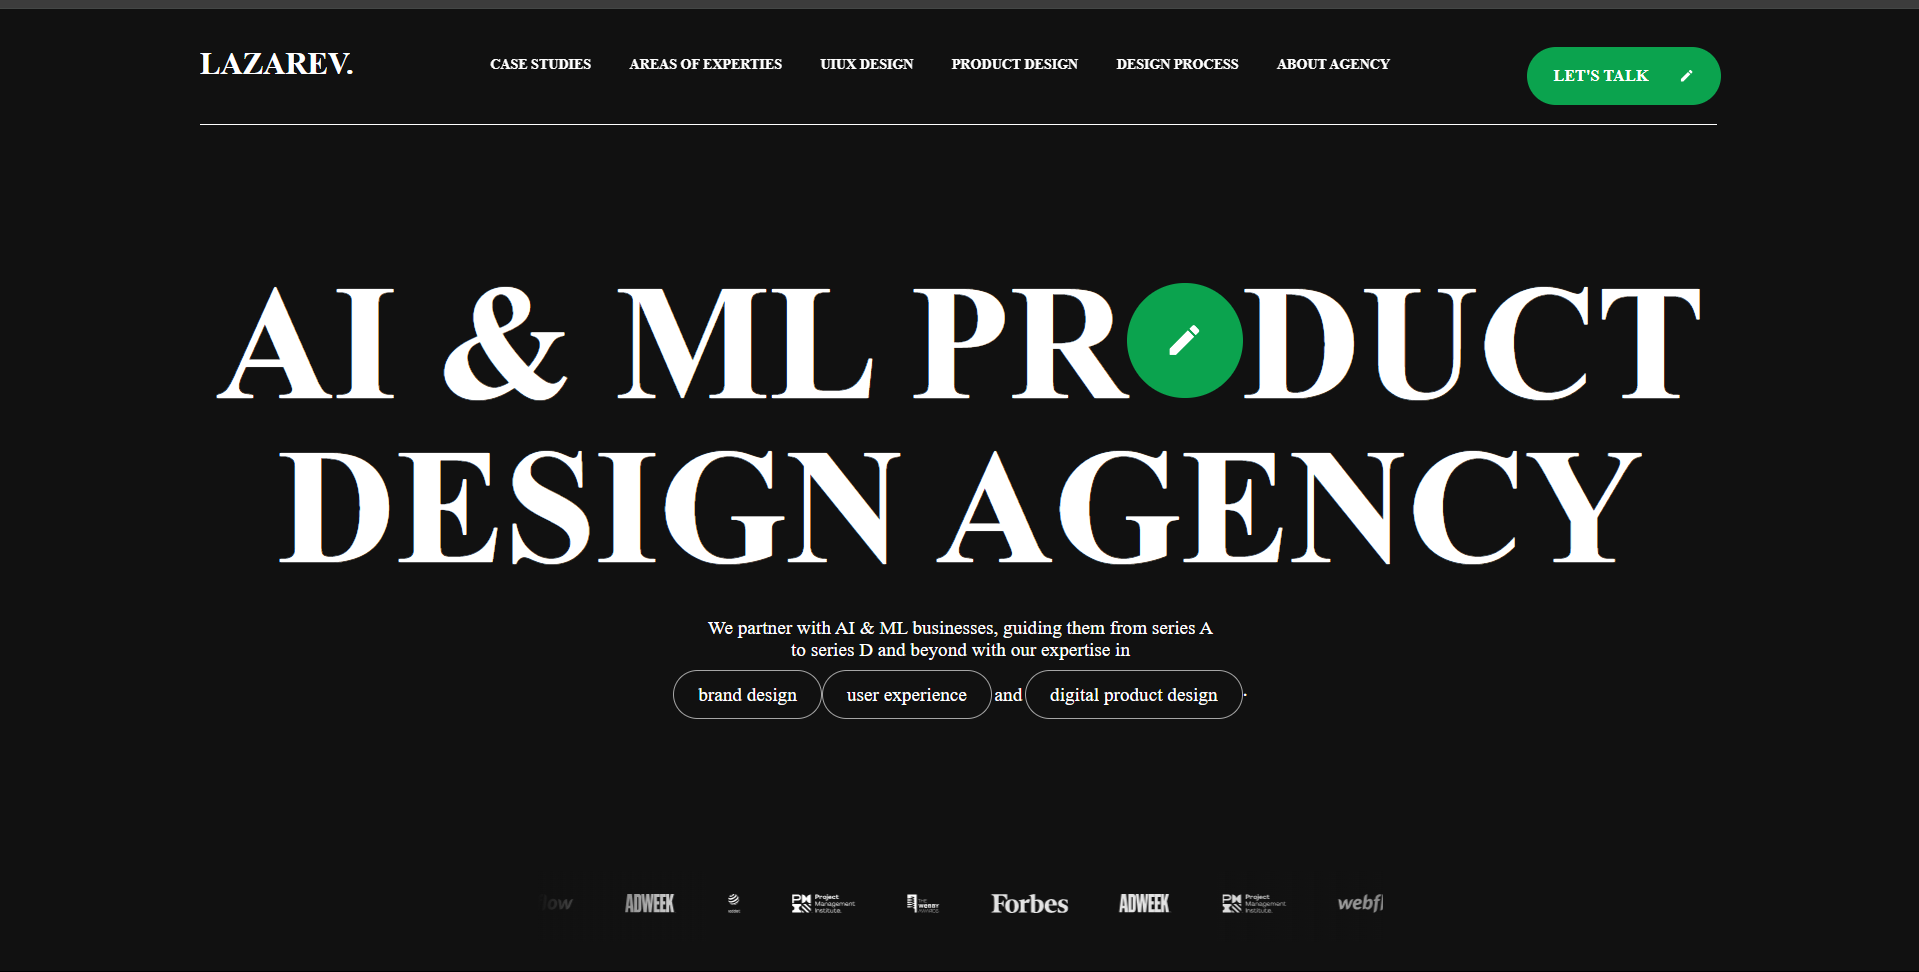 LAZAREV.
CASE STUDIES
AREAS OF EXPERTIES
UIUX DESIGN
PRODUCT DESIGN
DESIGN PROCESS
ABOUT AGENCY
LET'S TALK
AI & ML PR DUCT
DESIGN AGENCY
We partner with AI & ML businesses, guiding them from series A
to series D and beyond with our expertise in
brand design user experience and digital product design .
low
ADWEEK
PM Project
Management
Institute.
THE
WEBBY
AWARDS
Forbes
ADWEEK
PM Project
Management
Institute.
webfl